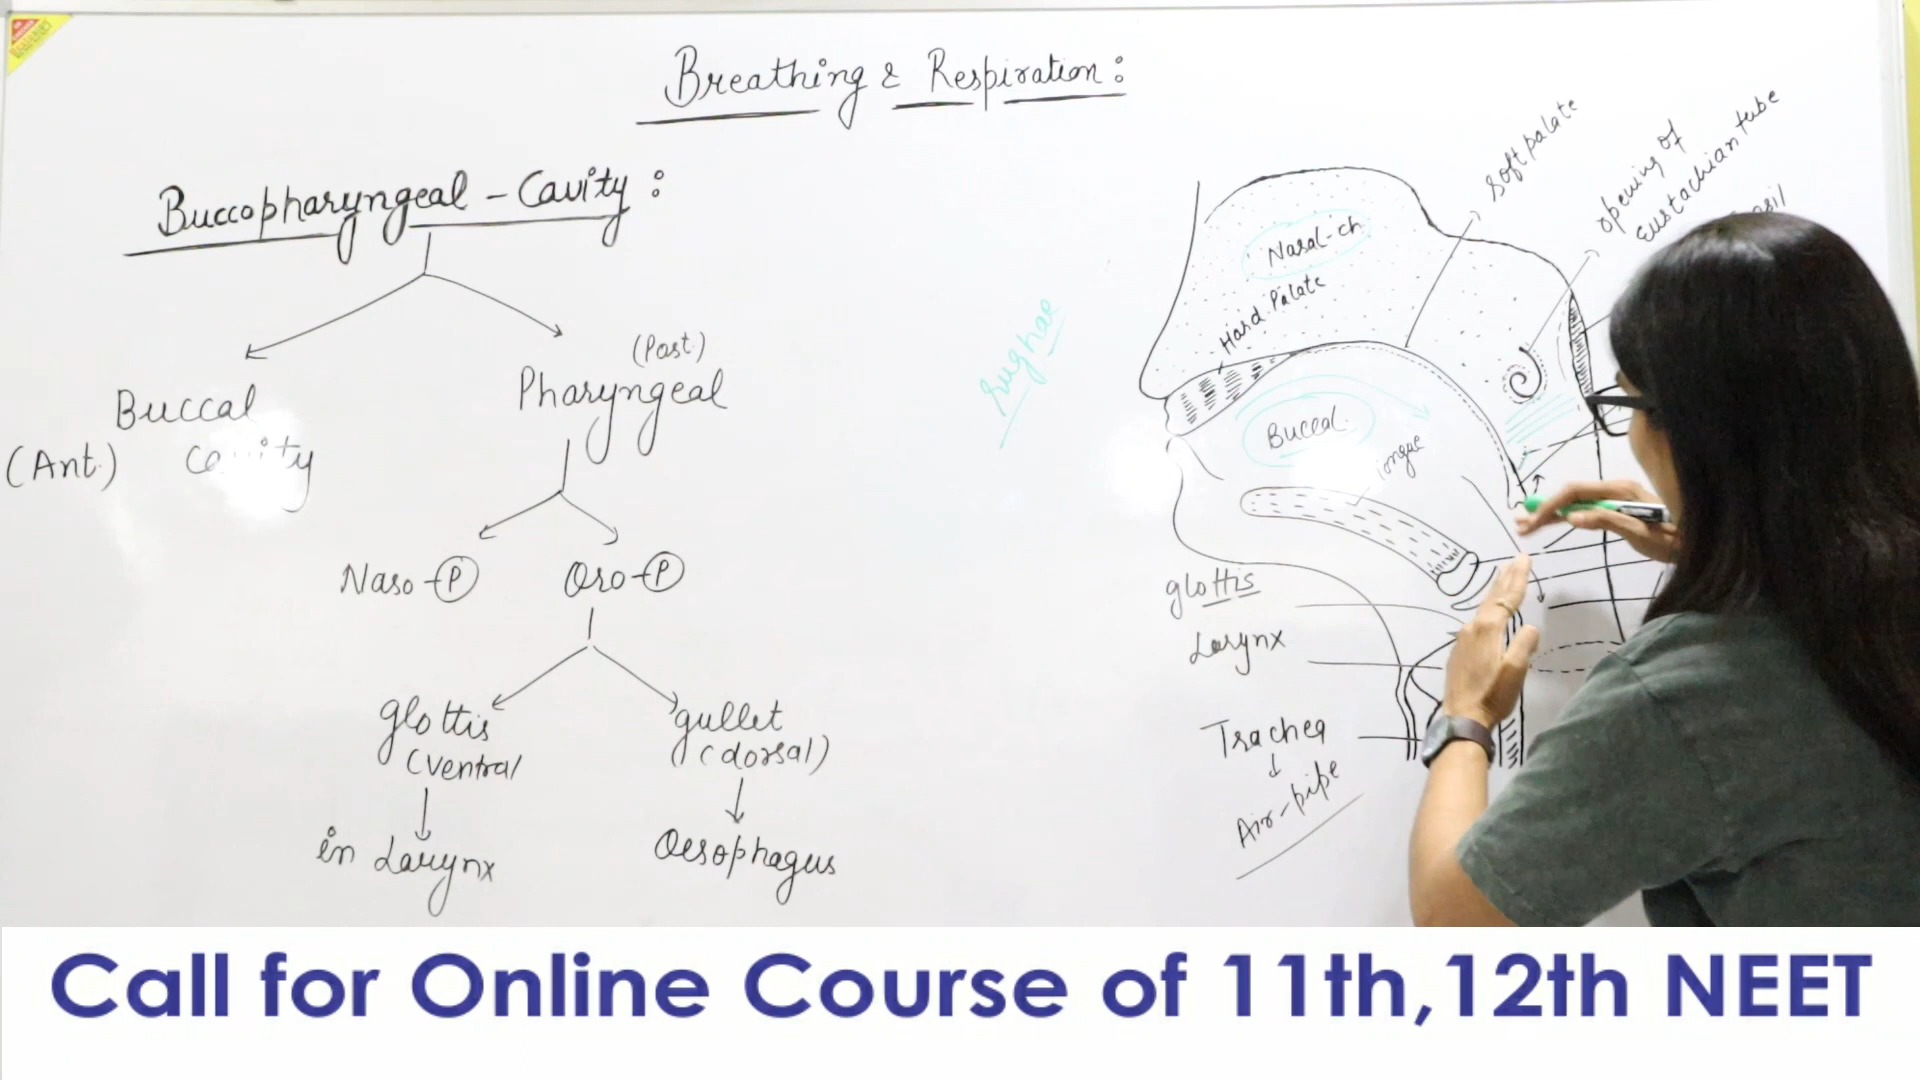 Breathing & Respiration:
Buccopharyngeal - Cavity:
Buccal
(Ant.)
(Post.)
Pharyngeal
Naso - P
Oro - P
glottis
(ventral
in Larynx
gullet
(dorsal)
Oesophagus
rughae
Nasal-ch
Hard Palate
Buccal.
Tongue
soft palate
opening of
Eustachian tube
glottis
Larynx
Trachea
Air-pipe
Call for Online Course of 11th,12th NEET